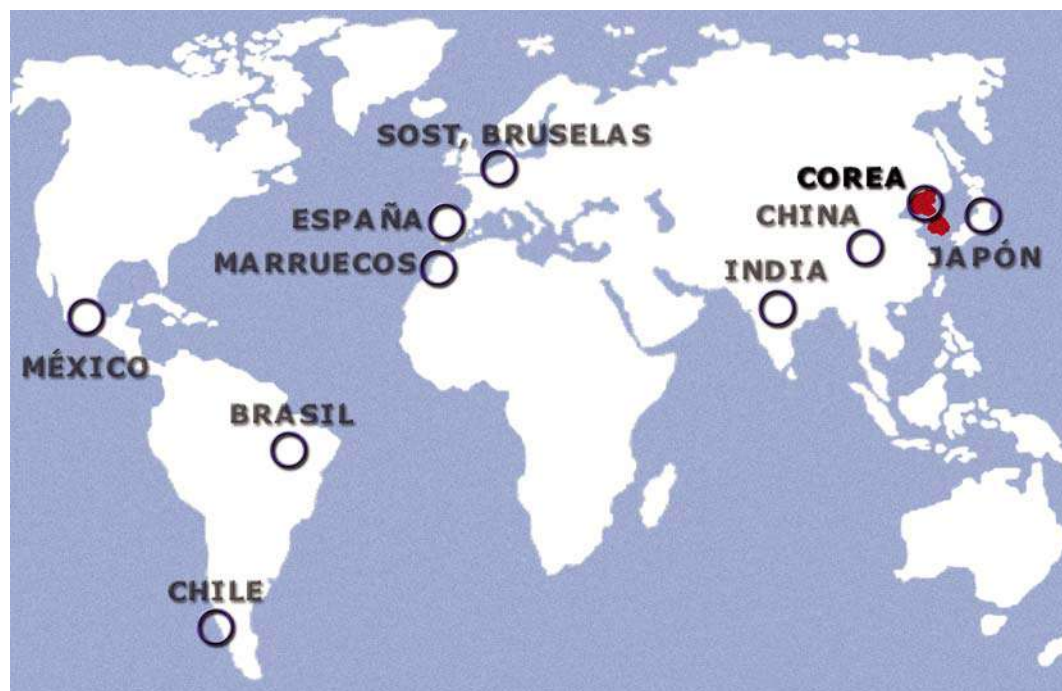 SOST, BRUSELAS
COREA
ESPAÑA
CHINA
MARRUECOS
JAPÓN
INDIA
MÉXICO
BRASIL
CHILE